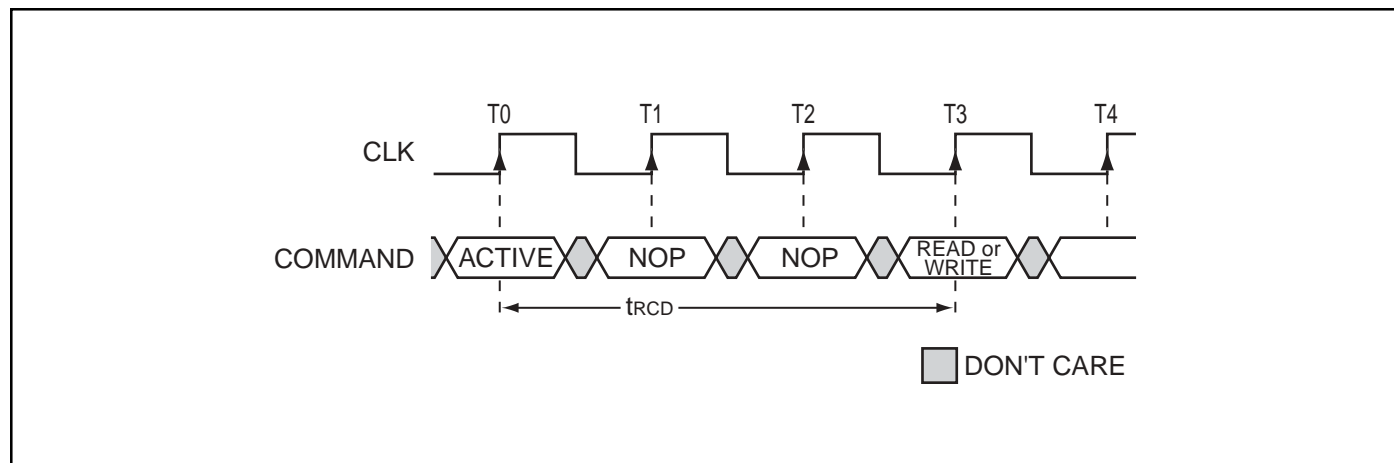 T0 T1 T2 T3 T4
CLK
COMMAND ACTIVE NOP NOP READ or
WRITE
tRCD
DON'T CARE